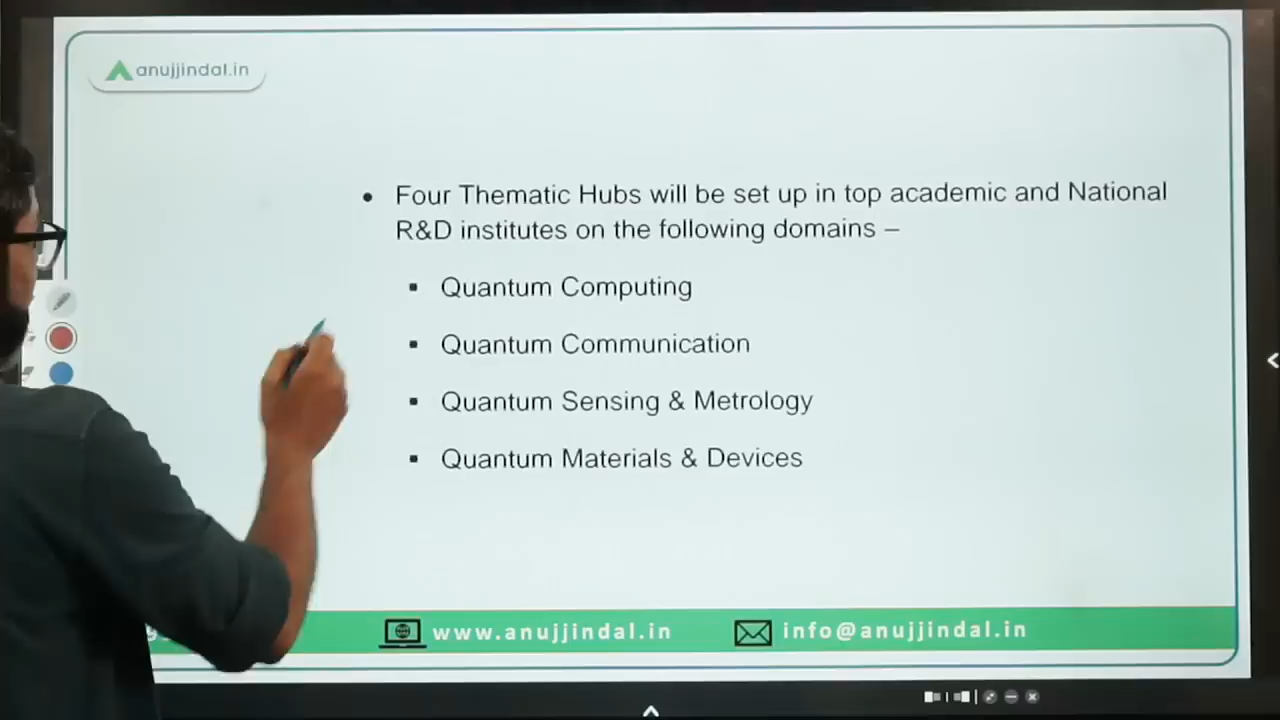 anujjindal.in
• Four Thematic Hubs will be set up in top academic and National
R&D institutes on the following domains –
▪ Quantum Computing
▪ Quantum Communication
▪ Quantum Sensing & Metrology
▪ Quantum Materials & Devices
www.anujjindal.in
info@anujjindal.in